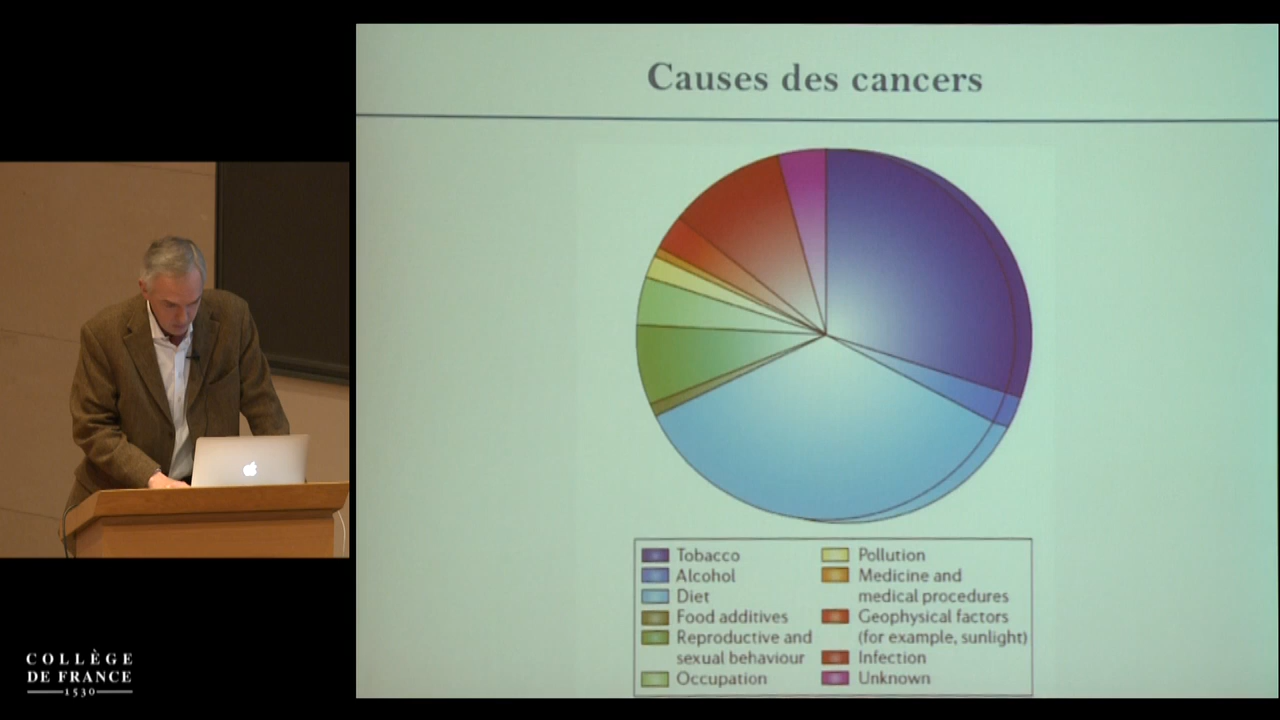 Causes des cancers
Tobacco
Alcohol
Diet
Food additives
Reproductive and
sexual behaviour
Occupation
Pollution
Medicine and
medical procedures
Geophysical factors
(for example, sunlight)
Infection
Unknown
COLLÈGE
DE FRANCE
1530